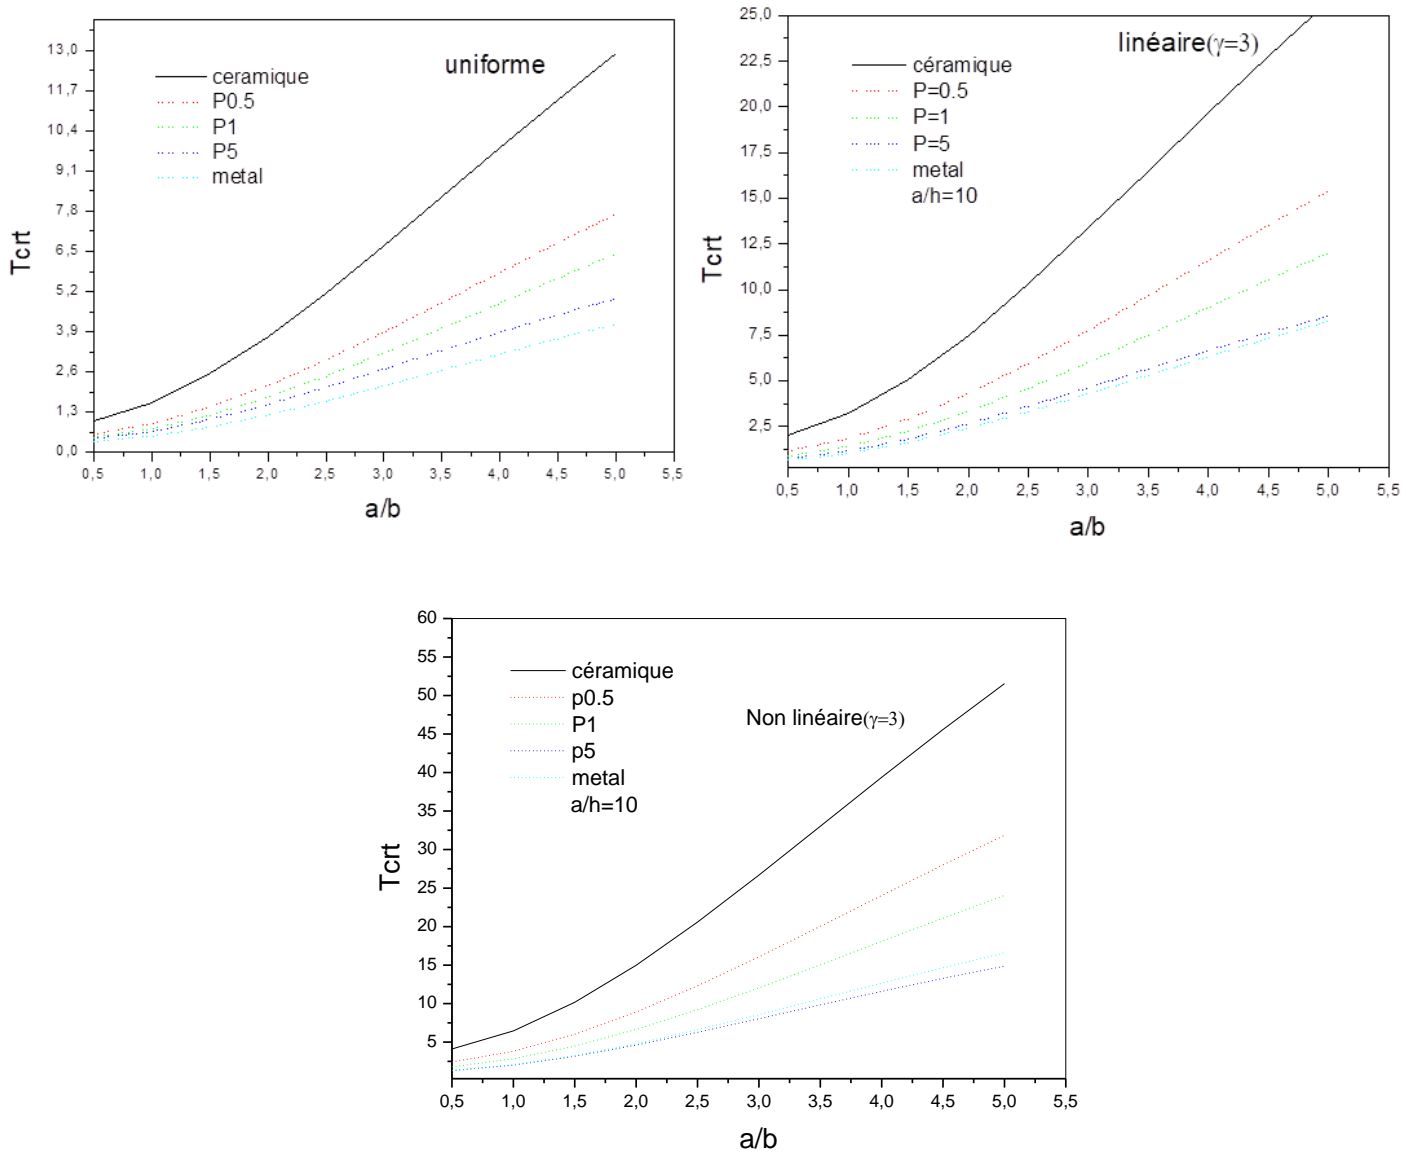 uniforme
ceramique
P0.5
P1
P5
metal
13,0
11,7
10,4
9,1
7,8
6,5
5,2
3,9
2,6
1,3
0,0
Tcrt
0,5 1,0 1,5 2,0 2,5 3,0 3,5 4,0 4,5 5,0 5,5
a/b
linéaire(γ=3)
céramique
P=0.5
P=1
P=5
metal
a/h=10
25,0
22,5
20,0
17,5
15,0
12,5
10,0
7,5
5,0
2,5
Tcrt
0,5 1,0 1,5 2,0 2,5 3,0 3,5 4,0 4,5 5,0 5,5
a/b
Non linéaire(γ=3)
céramique
p0.5
P1
p5
metal
a/h=10
60
55
50
45
40
35
30
25
20
15
10
5
Tcrt
0,5 1,0 1,5 2,0 2,5 3,0 3,5 4,0 4,5 5,0 5,5
a/b